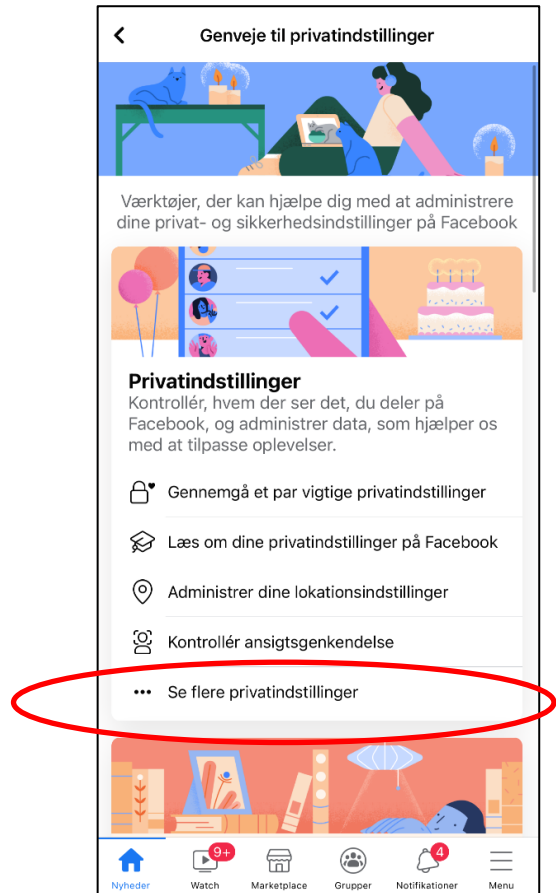 Genveje til privatindstillinger
Værktøjer, der kan hjælpe dig med at administrere
dine privat- og sikkerhedsindstillinger på Facebook
Privatindstillinger
Kontrollér, hvem der ser det, du deler på
Facebook, og administrer data, som hjælper os
med at tilpasse oplevelser.
Gennemgå et par vigtige privatindstillinger
Læs om dine privatindstillinger på Facebook
Administrer dine lokationsindstillinger
Kontrollér ansigtsgenkendelse
Se flere privatindstillinger
9+
4
Nyheder Watch Marketplace Grupper Notifikationer Menu